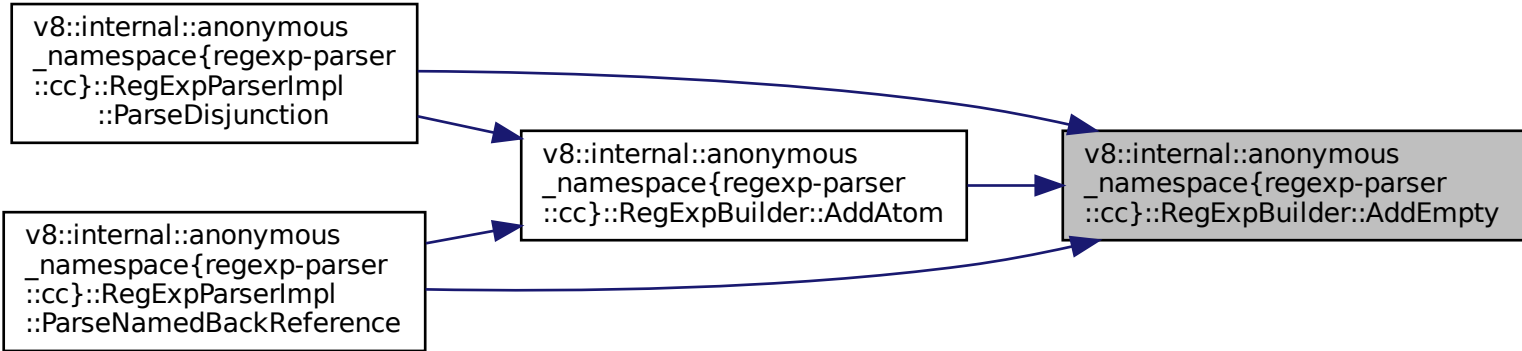 v8::internal::anonymous
_namespace{regexp-parser
::cc}::RegExpParserImpl
::ParseDisjunction
v8::internal::anonymous
_namespace{regexp-parser
::cc}::RegExpBuilder::AddAtom
v8::internal::anonymous
_namespace{regexp-parser
::cc}::RegExpBuilder::AddEmpty
v8::internal::anonymous
_namespace{regexp-parser
::cc}::RegExpParserImpl
::ParseNamedBackReference